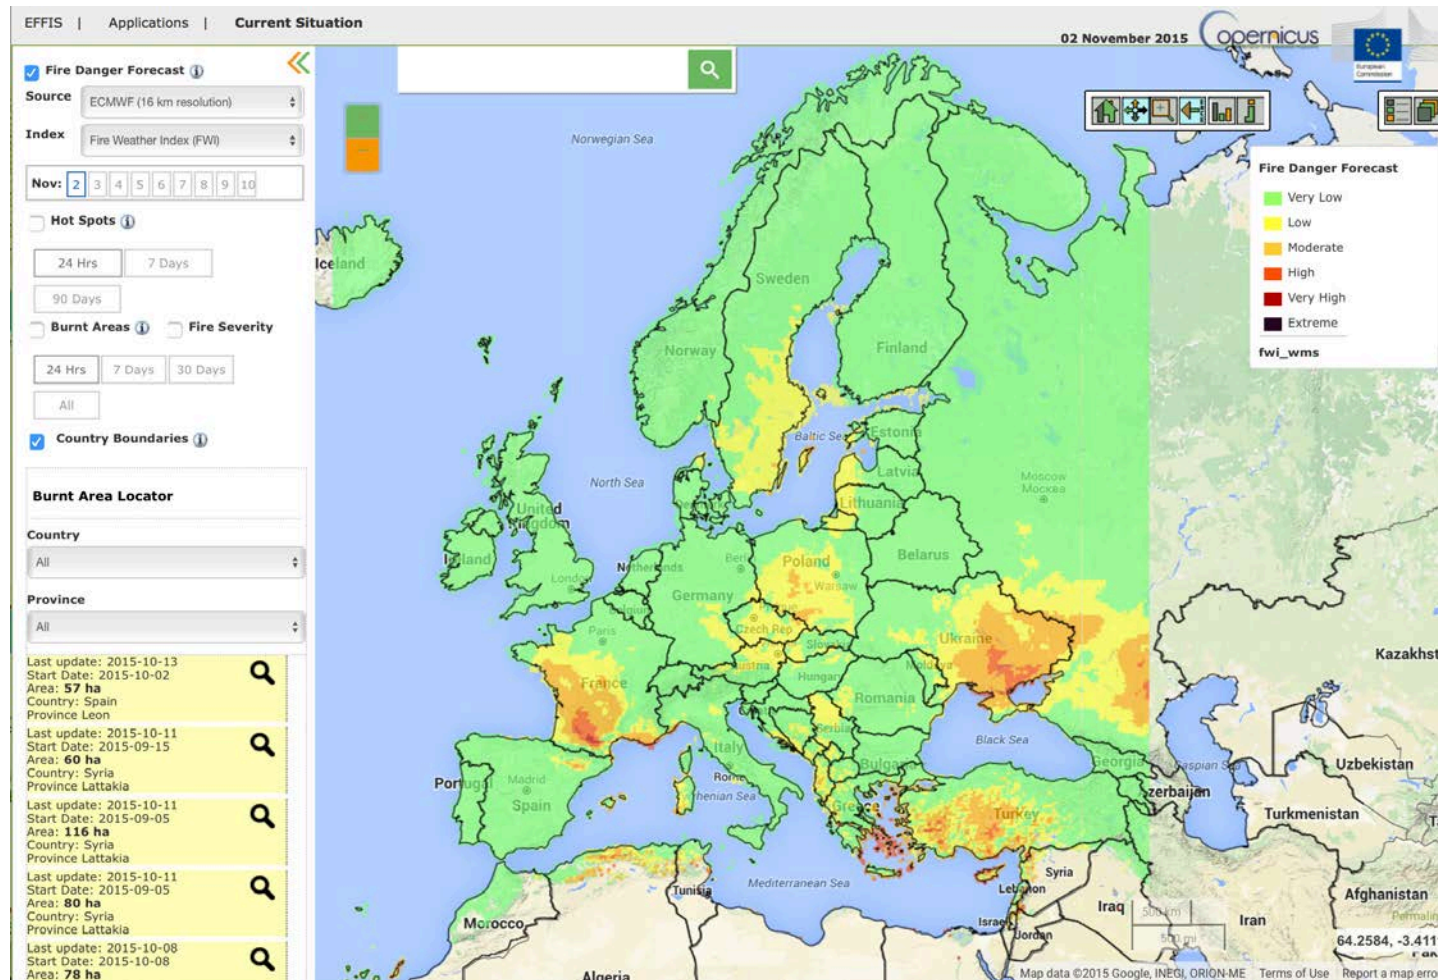 EFFIS | Applications | Current Situation
02 November 2015
Copernicus
European
Commission
Fire Danger Forecast
Source ECMWF (16 km resolution)
Index Fire Weather Index (FWI)
Nov: 2 3 4 5 6 7 8 9 10
Hot Spots
24 Hrs 7 Days
90 Days
Burnt Areas Fire Severity
24 Hrs 7 Days 30 Days
All
Country Boundaries
Burnt Area Locator
Country
All
Province
All
Last update: 2015-10-13
Start Date: 2015-10-02
Area: 57 ha
Country: Spain
Province Leon
Last update: 2015-10-11
Start Date: 2015-09-15
Area: 60 ha
Country: Syria
Province Lattakia
Last update: 2015-10-11
Start Date: 2015-09-05
Area: 116 ha
Country: Syria
Province Lattakia
Last update: 2015-10-11
Start Date: 2015-09-05
Area: 80 ha
Country: Syria
Province Lattakia
Last update: 2015-10-08
Start Date: 2015-10-08
Area: 78 ha
Fire Danger Forecast
Very Low
Low
Moderate
High
Very High
Extreme
fwi_wms
Norwegian Sea
Iceland
Sweden
Norway
Finland
Baltic Sea
Estonia
Latvia
Lithuania
Moscow
Москва
North Sea
Denmark
United
Kingdom
Ireland
London
Netherlands
Berlin
Poland
Warsaw
Belarus
Germany
Belgium
Paris
Prague
Czech Rep
Ukraine
Slovakia
Austria
Moldova
Hungary
France
Romania
Kazakhst
Serbia
Black Sea
Italy
Bulgaria
Georgia
Caspian Sea
Uzbekistan
Portugal
Madrid
Spain
Rome
Tyrrhenian Sea
Greece
Turkey
Azerbaijan
Turkmenistan
Mediterranean Sea
Tunisia
Syria
Lebanon
Israel
Jordan
Iraq
Iran
Afghanistan
Morocco
Algeria
500 km
500 mi
64.2584, -3.411
Map data ©2015 Google, INEGI, ORION-ME Terms of Use Report a map erro